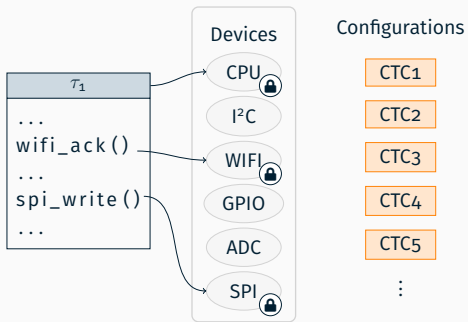 τ₁
...
wifi_ack()
...
spi_write()
...
Devices
CPU
I²C
WIFI
GPIO
ADC
SPI
Configurations
CTC1
CTC2
CTC3
CTC4
CTC5
⋮